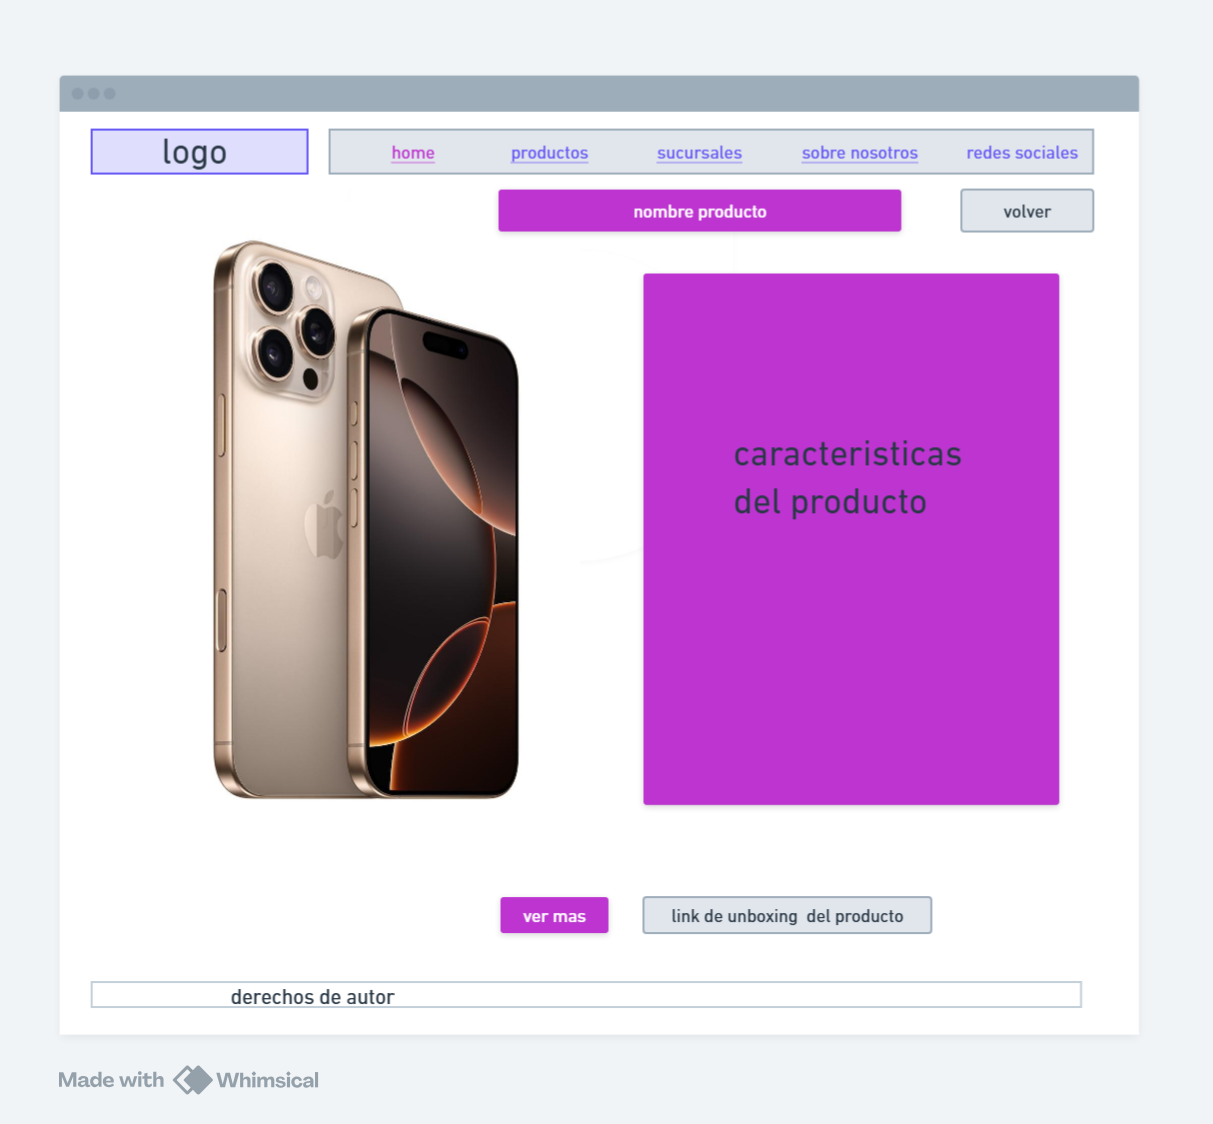 logo
home
productos
sucursales
sobre nosotros
redes sociales
nombre producto
volver
caracteristicas
del producto
ver mas
link de unboxing  del producto
derechos de autor
Made with Whimsical